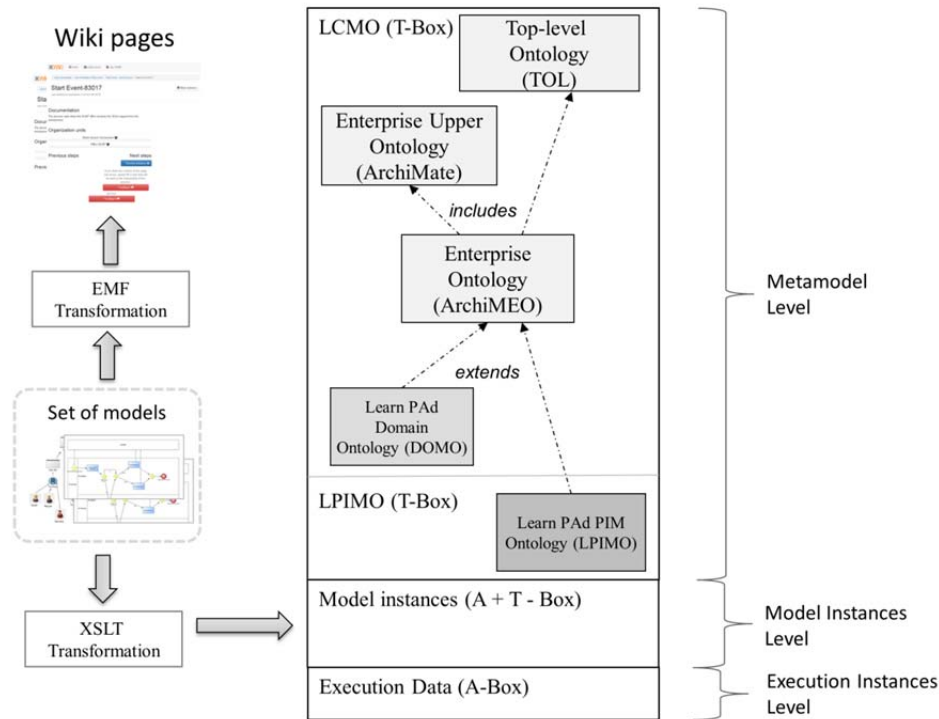 Wiki pages
Start Event-83017
Documentation
Organization units
Previous steps
Next steps
EMF
Transformation
Set of models
XSLT
Transformation
LCMO (T-Box)
Top-level
Ontology
(TOL)
Enterprise Upper
Ontology
(ArchiMate)
includes
Enterprise
Ontology
(ArchiMEO)
extends
Learn PAd
Domain
Ontology (DOMO)
LPIMO (T-Box)
Learn PAd PIM
Ontology (LPIMO)
Model instances (A + T - Box)
Execution Data (A-Box)
Metamodel
Level
Model Instances
Level
Execution Instances
Level